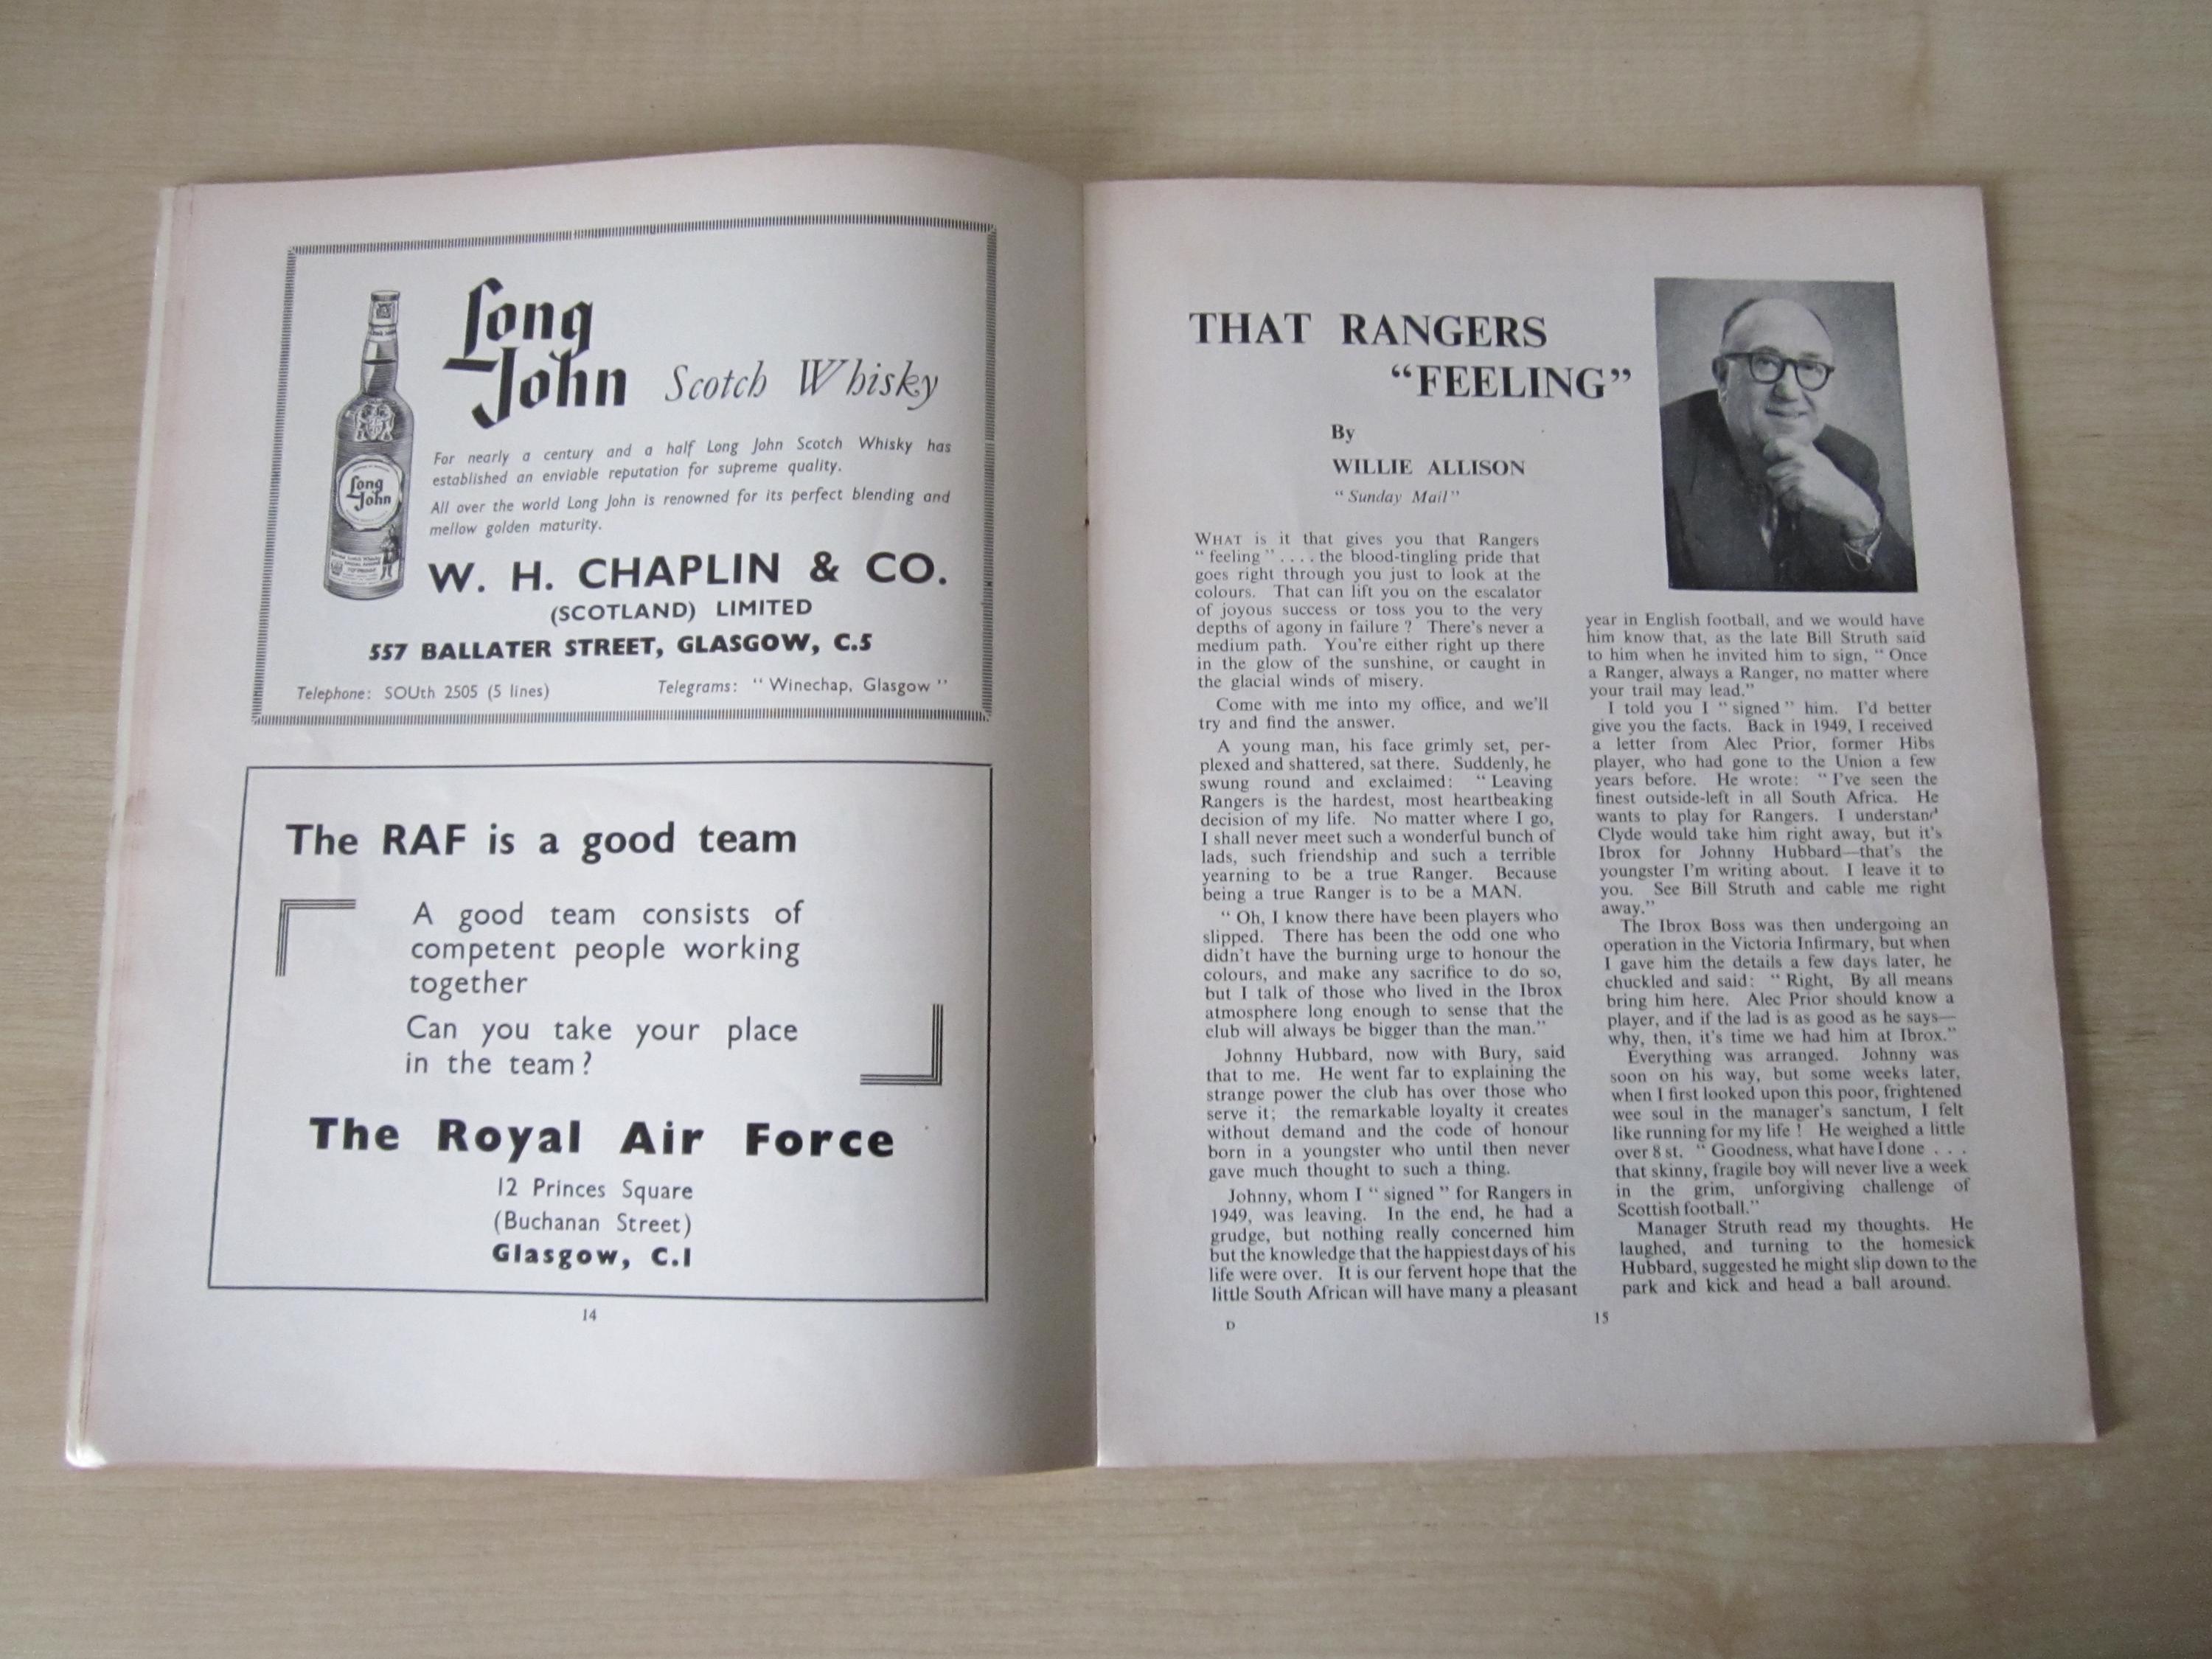 Long
John Scotch Whisky
For nearly a century and a half Long John Scotch Whisky has
established an enviable reputation for supreme quality.
All over the world Long John is renowned for its perfect blending and
mellow golden maturity.
Long
John
W. H. CHAPLIN & CO.
(SCOTLAND) LIMITED
557 BALLATER STREET, GLASGOW, C.5
Telephone: SOUth 2505 (5 lines) Telegrams: "Winechap, Glasgow"
The RAF is a good team
A good team consists of
competent people working
together
Can you take your place
in the team?
The Royal Air Force
12 Princes Square
(Buchanan Street)
Glasgow, C.1
14
THAT RANGERS
"FEELING"
By
WILLIE ALLISON
"Sunday Mail"
WHAT is it that gives you that Rangers
"feeling" .... the blood-tingling pride that
goes right through you just to look at the
colours. That can lift you on the escalator
of joyous success or toss you to the very
depths of agony in failure? There's never a
medium path. You're either right up there
in the glow of the sunshine, or caught in
the glacial winds of misery.
Come with me into my office, and we'll
try and find the answer.
A young man, his face grimly set, per-
plexed and shattered, sat there. Suddenly, he
swung round and exclaimed: "Leaving
Rangers is the hardest, most heartbeaking
decision of my life. No matter where I go,
I shall never meet such a wonderful bunch of
lads, such friendship and such a terrible
yearning to be a true Ranger. Because
being a true Ranger is to be a MAN.
"Oh, I know there have been players who
slipped. There has been the odd one who
didn't have the burning urge to honour the
colours, and make any sacrifice to do so,
but I talk of those who lived in the Ibrox
atmosphere long enough to sense that the
club will always be bigger than the man."
Johnny Hubbard, now with Bury, said
that to me. He went far to explaining the
strange power the club has over those who
serve it; the remarkable loyalty it creates
without demand and the code of honour
born in a youngster who until then never
gave much thought to such a thing.
Johnny, whom I "signed" for Rangers in
1949, was leaving. In the end, he had a
grudge, but nothing really concerned him
but the knowledge that the happiest days of his
life were over. It is our fervent hope that the
little South African will have many a pleasant
D
year in English football, and we would have
him know that, as the late Bill Struth said
to him when he invited him to sign, "Once
a Ranger, always a Ranger, no matter where
your trail may lead."
I told you I "signed" him. I'd better
give you the facts. Back in 1949, I received
a letter from Alec Prior, former Hibs
player, who had gone to the Union a few
years before. He wrote: "I've seen the
finest outside-left in all South Africa. He
wants to play for Rangers. I understand
Clyde would take him right away, but it's
Ibrox for Johnny Hubbard—that's the
youngster I'm writing about. I leave it to
you. See Bill Struth and cable me right
away."
The Ibrox Boss was then undergoing an
operation in the Victoria Infirmary, but when
I gave him the details a few days later, he
chuckled and said: "Right, By all means
bring him here. Alec Prior should know a
player, and if the lad is as good as he says—
why, then, it's time we had him at Ibrox."
Everything was arranged. Johnny was
soon on his way, but some weeks later,
when I first looked upon this poor, frightened
wee soul in the manager's sanctum, I felt
like running for my life! He weighed a little
over 8 st. "Goodness, what have I done . . .
that skinny, fragile boy will never live a week
in the grim, unforgiving challenge of
Scottish football."
Manager Struth read my thoughts. He
laughed, and turning to the homesick
Hubbard, suggested he might slip down to the
park and kick and head a ball around.
15